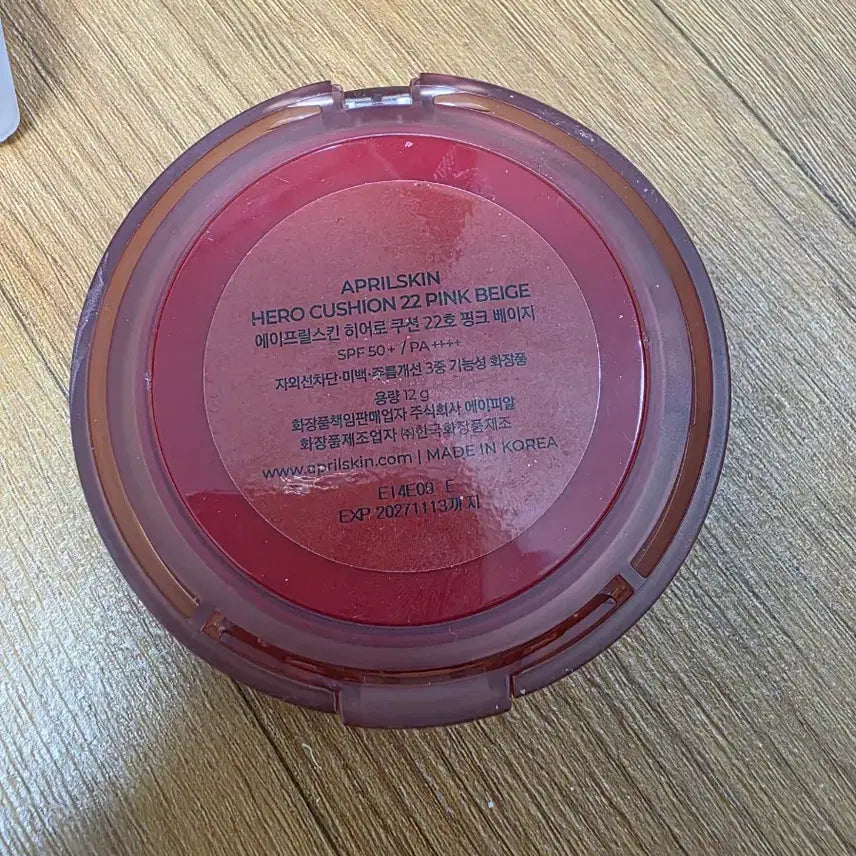 APRILSKIN
HERO CUSHION 22 PINK BEIGE
에이프릴스킨 히어로 쿠션 22호 핑크 베이지
SPF 50+ / PA ++++
자외선차단·미백·주름개선 3중 기능성 화장품
용량 12 g
화장품책임판매업자 주식회사 에이피알
화장품제조업자 ㈜한국화장품제조
www.aprilskin.com | MADE IN KOREA
E14E09 E
EXP 20271113까지